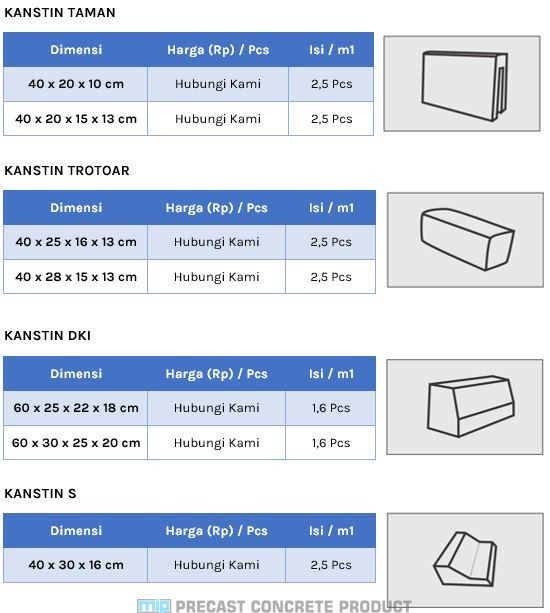 KANSTIN TAMAN
Dimensi Harga (Rp) / Pcs Isi / m1
40 x 20 x 10 cm Hubungi Kami 2,5 Pcs
40 x 20 x 15 x 13 cm Hubungi Kami 2,5 Pcs
KANSTIN TROTOAR
Dimensi Harga (Rp) / Pcs Isi / m1
40 x 25 x 16 x 13 cm Hubungi Kami 2,5 Pcs
40 x 28 x 15 x 13 cm Hubungi Kami 2,5 Pcs
KANSTIN DKI
Dimensi Harga (Rp) / Pcs Isi / m1
60 x 25 x 22 x 18 cm Hubungi Kami 1,6 Pcs
60 x 30 x 25 x 20 cm Hubungi Kami 1,6 Pcs
KANSTIN S
Dimensi Harga (Rp) / Pcs Isi / m1
40 x 30 x 16 cm Hubungi Kami 2,5 Pcs
PRECAST CONCRETE PRODUCT